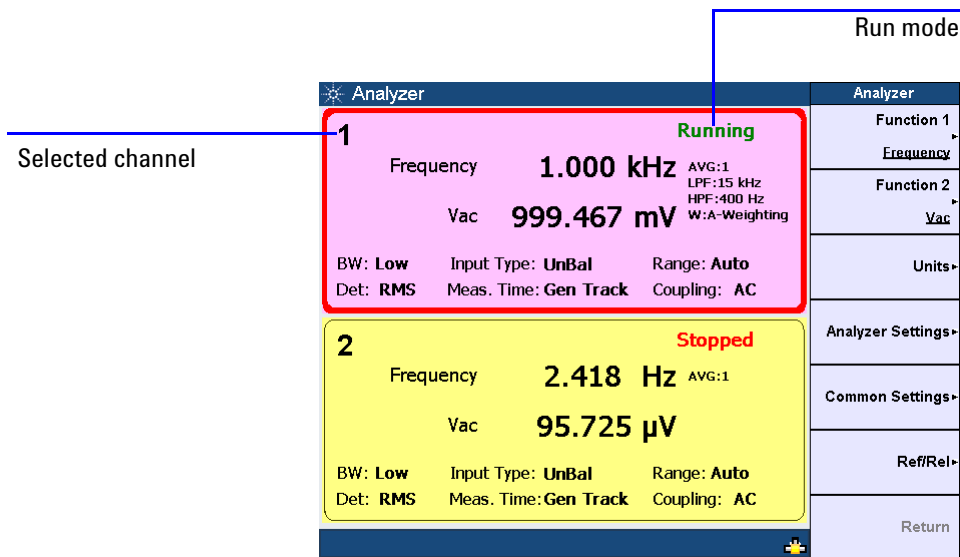 Run mode
Selected channel
Analyzer
1
Running
Frequency 1.000 kHz
AVG:1
LPF:15 kHz
HPF:400 Hz
W:A-Weighting
Vac 999.467 mV
BW: Low Input Type: UnBal Range: Auto
Det: RMS Meas. Time: Gen Track Coupling: AC
2
Stopped
Frequency 2.418 Hz AVG:1
Vac 95.725 µV
BW: Low Input Type: UnBal Range: Auto
Det: RMS Meas. Time: Gen Track Coupling: AC
Analyzer
Function 1
Frequency
Function 2
Vac
Units
Analyzer Settings
Common Settings
Ref/Rel
Return